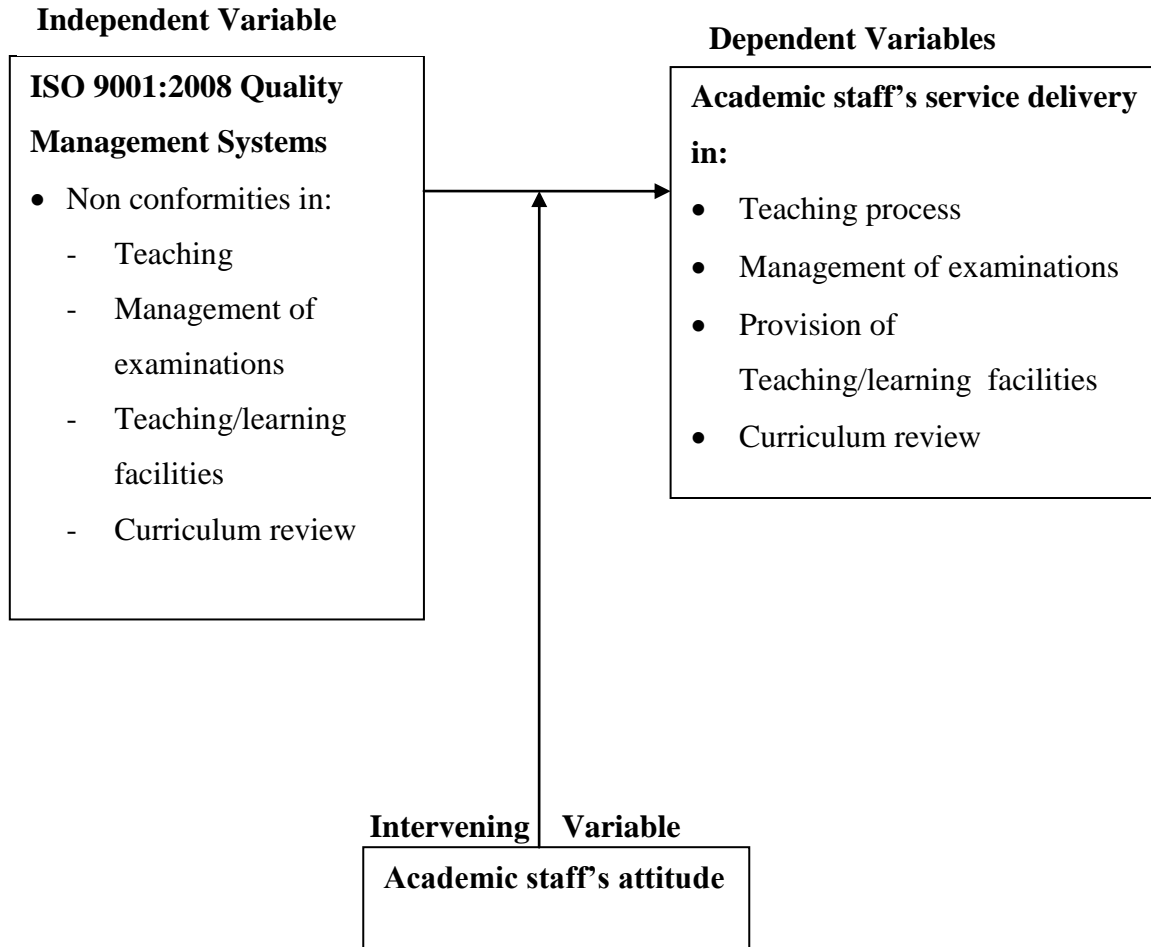 Independent Variable
ISO 9001:2008 Quality
Management Systems
• Non conformities in:
- Teaching
- Management of
examinations
- Teaching/learning
facilities
- Curriculum review
Dependent Variables
Academic staff's service delivery
in:
• Teaching process
• Management of examinations
• Provision of
Teaching/learning facilities
• Curriculum review
Intervening Variable
Academic staff's attitude